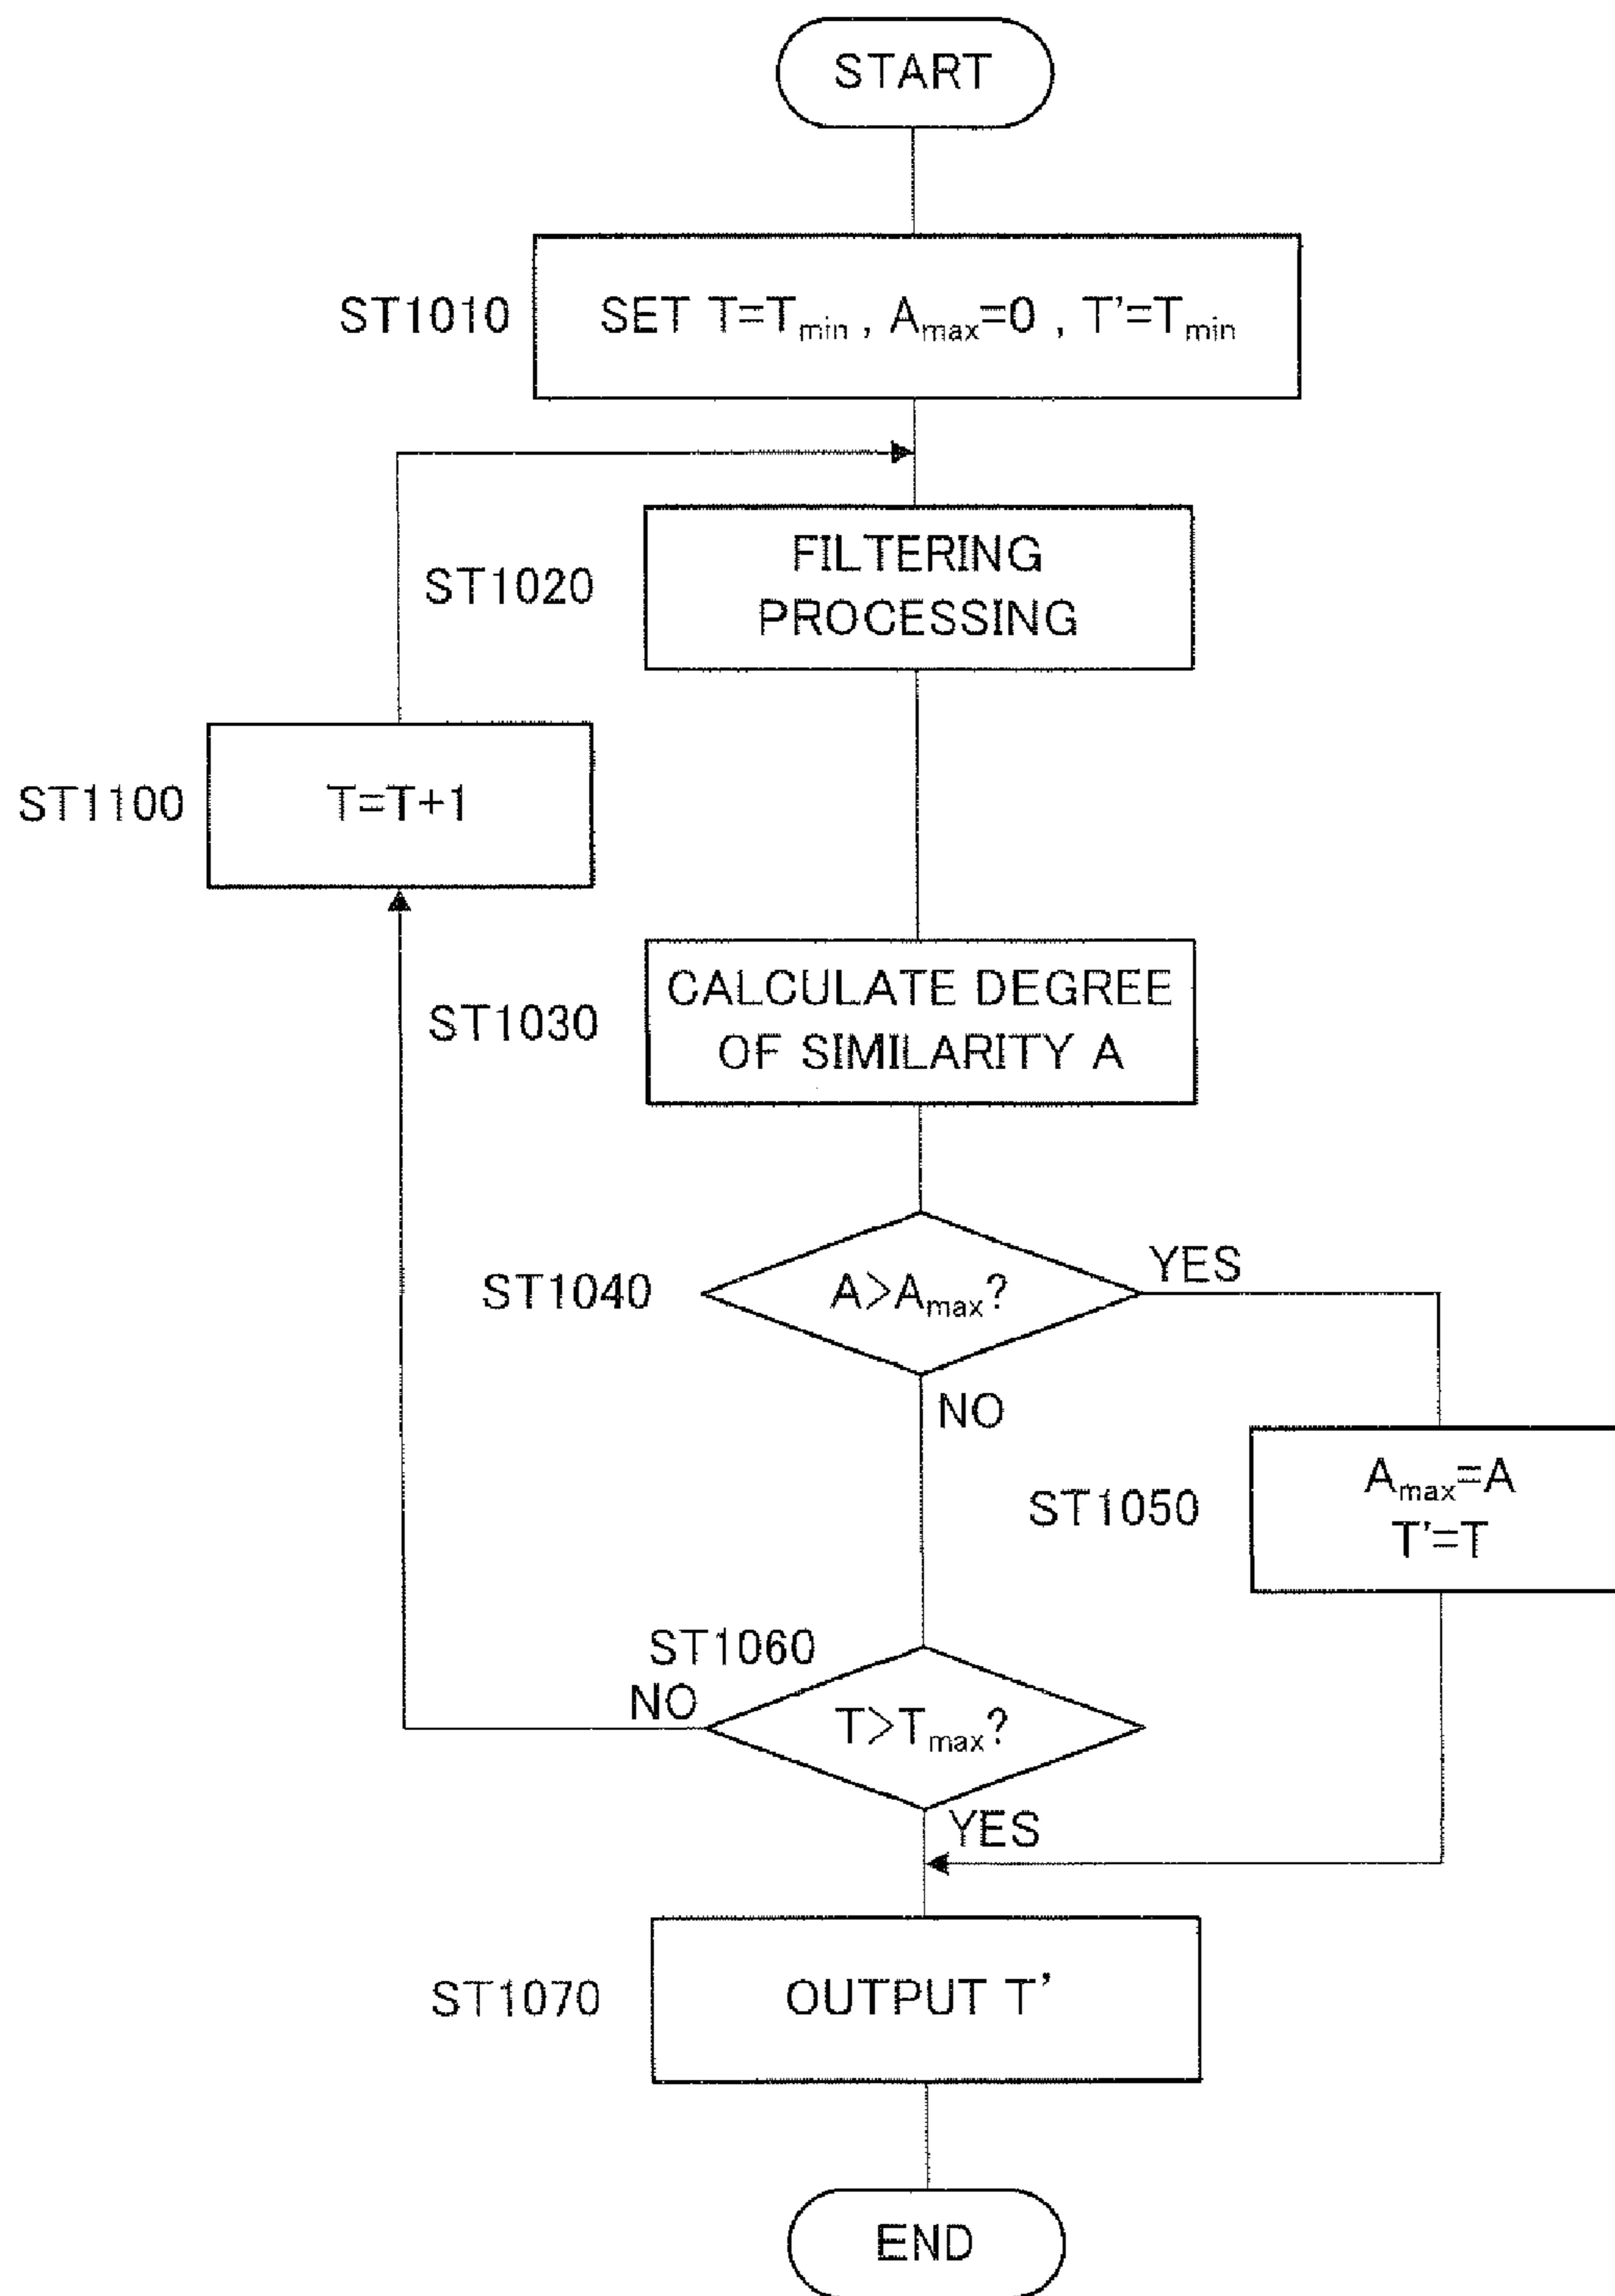 START
ST1010
SET T=Tmin , Amax=0 , T'=Tmin
ST1020
FILTERING
PROCESSING
ST1100
T=T+1
ST1030
CALCULATE DEGREE
OF SIMILARITY A
ST1040
A>Amax?
YES
NO
ST1050
Amax=A
T'=T
ST1060
NO
T>Tmax?
YES
ST1070
OUTPUT T'
END